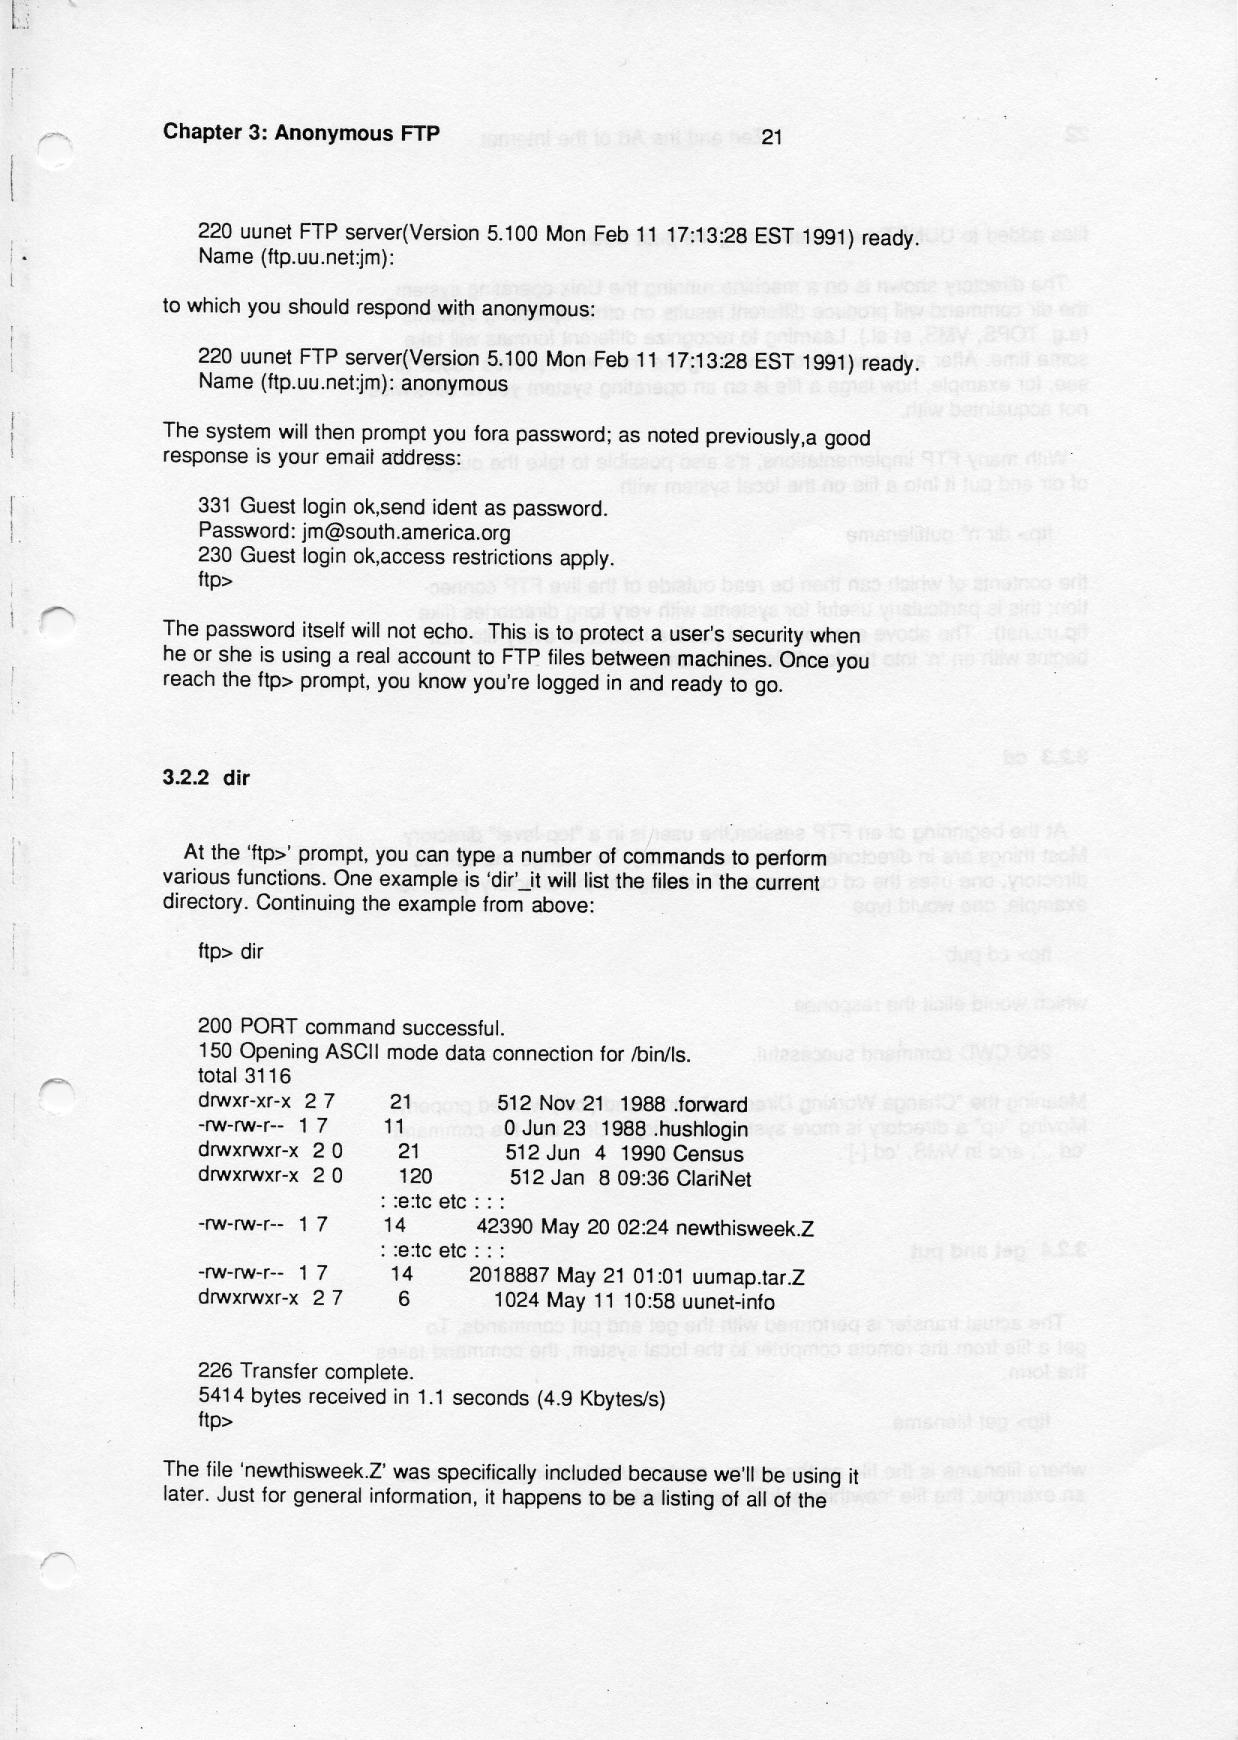 Chapter 3: Anonymous FTP 21
220 uunet FTP server(Version 5.100 Mon Feb 11 17:13:28 EST 1991) ready.
Name (ftp.uu.net:jm):
to which you should respond with anonymous:
220 uunet FTP server(Version 5.100 Mon Feb 11 17:13:28 EST 1991) ready.
Name (ftp.uu.net:jm): anonymous
The system will then prompt you fora password; as noted previously,a good
response is your email address:
331 Guest login ok,send ident as password.
Password: jm@south.america.org
230 Guest login ok,access restrictions apply.
ftp>
The password itself will not echo.  This is to protect a user's security when
he or she is using a real account to FTP files between machines. Once you
reach the ftp> prompt, you know you're logged in and ready to go.
3.2.2  dir
At the 'ftp>' prompt, you can type a number of commands to perform
various functions. One example is 'dir'_it will list the files in the current
directory. Continuing the example from above:
ftp> dir
200 PORT command successful.
150 Opening ASCII mode data connection for /bin/ls.
total 3116
drwxr-xr-x  2 7 21 512 Nov 21  1988 .forward
-rw-rw-r--  1 7 11 0 Jun 23  1988 .hushlogin
drwxrwxr-x  2 0 21 512 Jun  4  1990 Census
drwxrwxr-x  2 0 120 512 Jan  8 09:36 ClariNet
: :e:tc etc : : :
-rw-rw-r--  1 7 14 42390 May 20 02:24 newthisweek.Z
: :e:tc etc : : :
-rw-rw-r--  1 7 14 2018887 May 21 01:01 uumap.tar.Z
drwxrwxr-x  2 7 6 1024 May 11 10:58 uunet-info
226 Transfer complete.
5414 bytes received in 1.1 seconds (4.9 Kbytes/s)
ftp>
The file 'newthisweek.Z' was specifically included because we'll be using it
later. Just for general information, it happens to be a listing of all of the